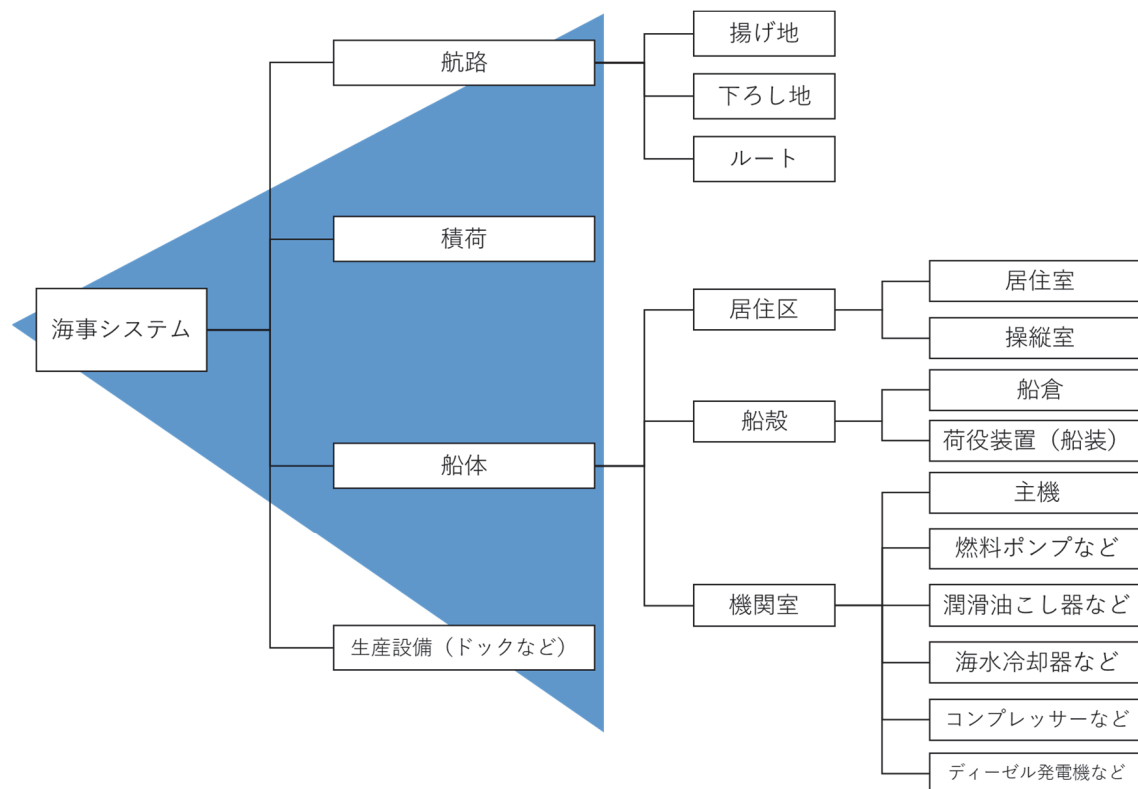 海事システム
航路
揚げ地
下ろし地
ルート
積荷
船体
居住区
居住室
操縦室
船殻
船倉
荷役装置（船装）
機関室
主機
燃料ポンプなど
潤滑油こし器など
海水冷却器など
コンプレッサーなど
ディーゼル発電機など
生産設備（ドックなど）